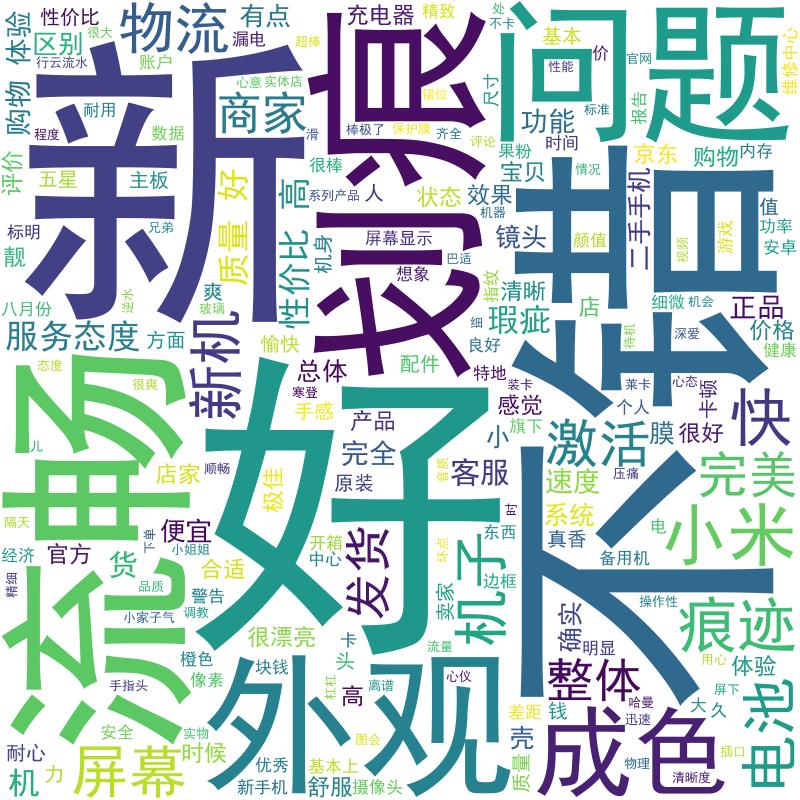 新
好
不错
划痕
问题
外观
流畅
成色
屏幕
小米
痕迹
电池
物流
商家
激活
完美
整体
机子
发货
新机
快
服务态度
性价比
质量
好
高
功能
区别
有点
体验
购物
性价比
很大
行云流水
漏电
账户
超棒
充电器
精致
处
不卡
基本
价
官网
性能
维修中心
心意
实体店
错位
尺寸
标准
报告
耐用
程度
数据
滑
棒极了
保护膜
齐全
评论
时间
果粉
京东
购物
内存
评价
五星
主板
很棒
系列产品
人
状态
效果
宝贝
情况
二手手机
值
标明
兄弟
机身
屏幕显示
机器
镜头
颜值
视频
游戏
功率
安卓
靓
爽
想象
巴适
指纹
清晰
店
细微
机会
正品
八月份
逆水
玻璃
细
瑕疵
价格
方面
愉快
良好
待机
深爱
健康
态度
总体
配件
特地
很爽
寒登
装卡
莱卡
心态
卡顿
手感
产品
旗下
感觉
个人
儿
小
膜
很好
完全
店家
顺畅
极佳
原装
音质
客服
速度
压痛
隔天
便宜
时
系统
电
经济
官方
下单
小姐姐
开箱
中心
坏点
东西
真香
备用机
货
合适
精细
品质
警告
卖家
边框
操作性
小家子气
调教
确实
很漂亮
卡
流量
明显
橙色
头
块钱
用心
体验
手指头
像素
高
离谱
心仪
屏下
杠杠
哈曼
大
久
安全
实物
差距
钱
迅速
耐心
时候
图会
壳
机
力
优秀
基本上
质量
物理
插口
新手机
舒服
摄像头
清晰度